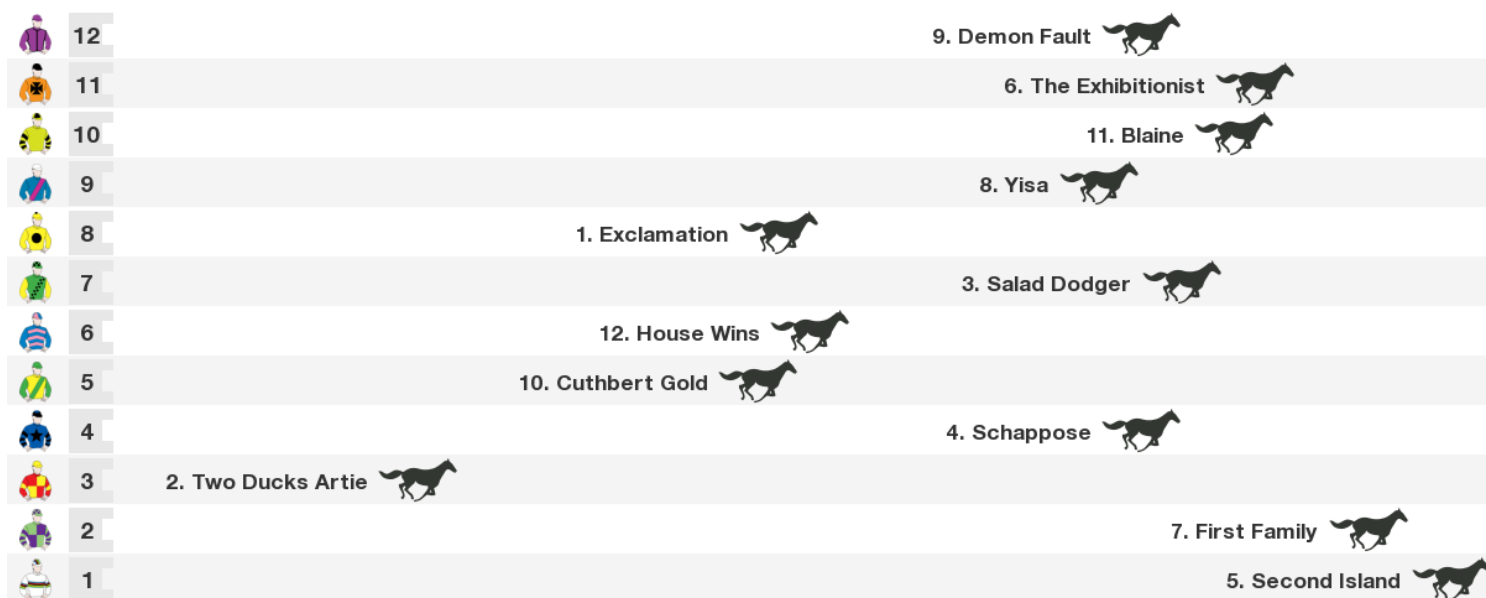 12 9. Demon Fault
11 6. The Exhibitionist
10 11. Blaine
9 8. Yisa
8 1. Exclamation
7 3. Salad Dodger
6 12. House Wins
5 10. Cuthbert Gold
4 4. Schappose
3 2. Two Ducks Artie
2 7. First Family
1 5. Second Island